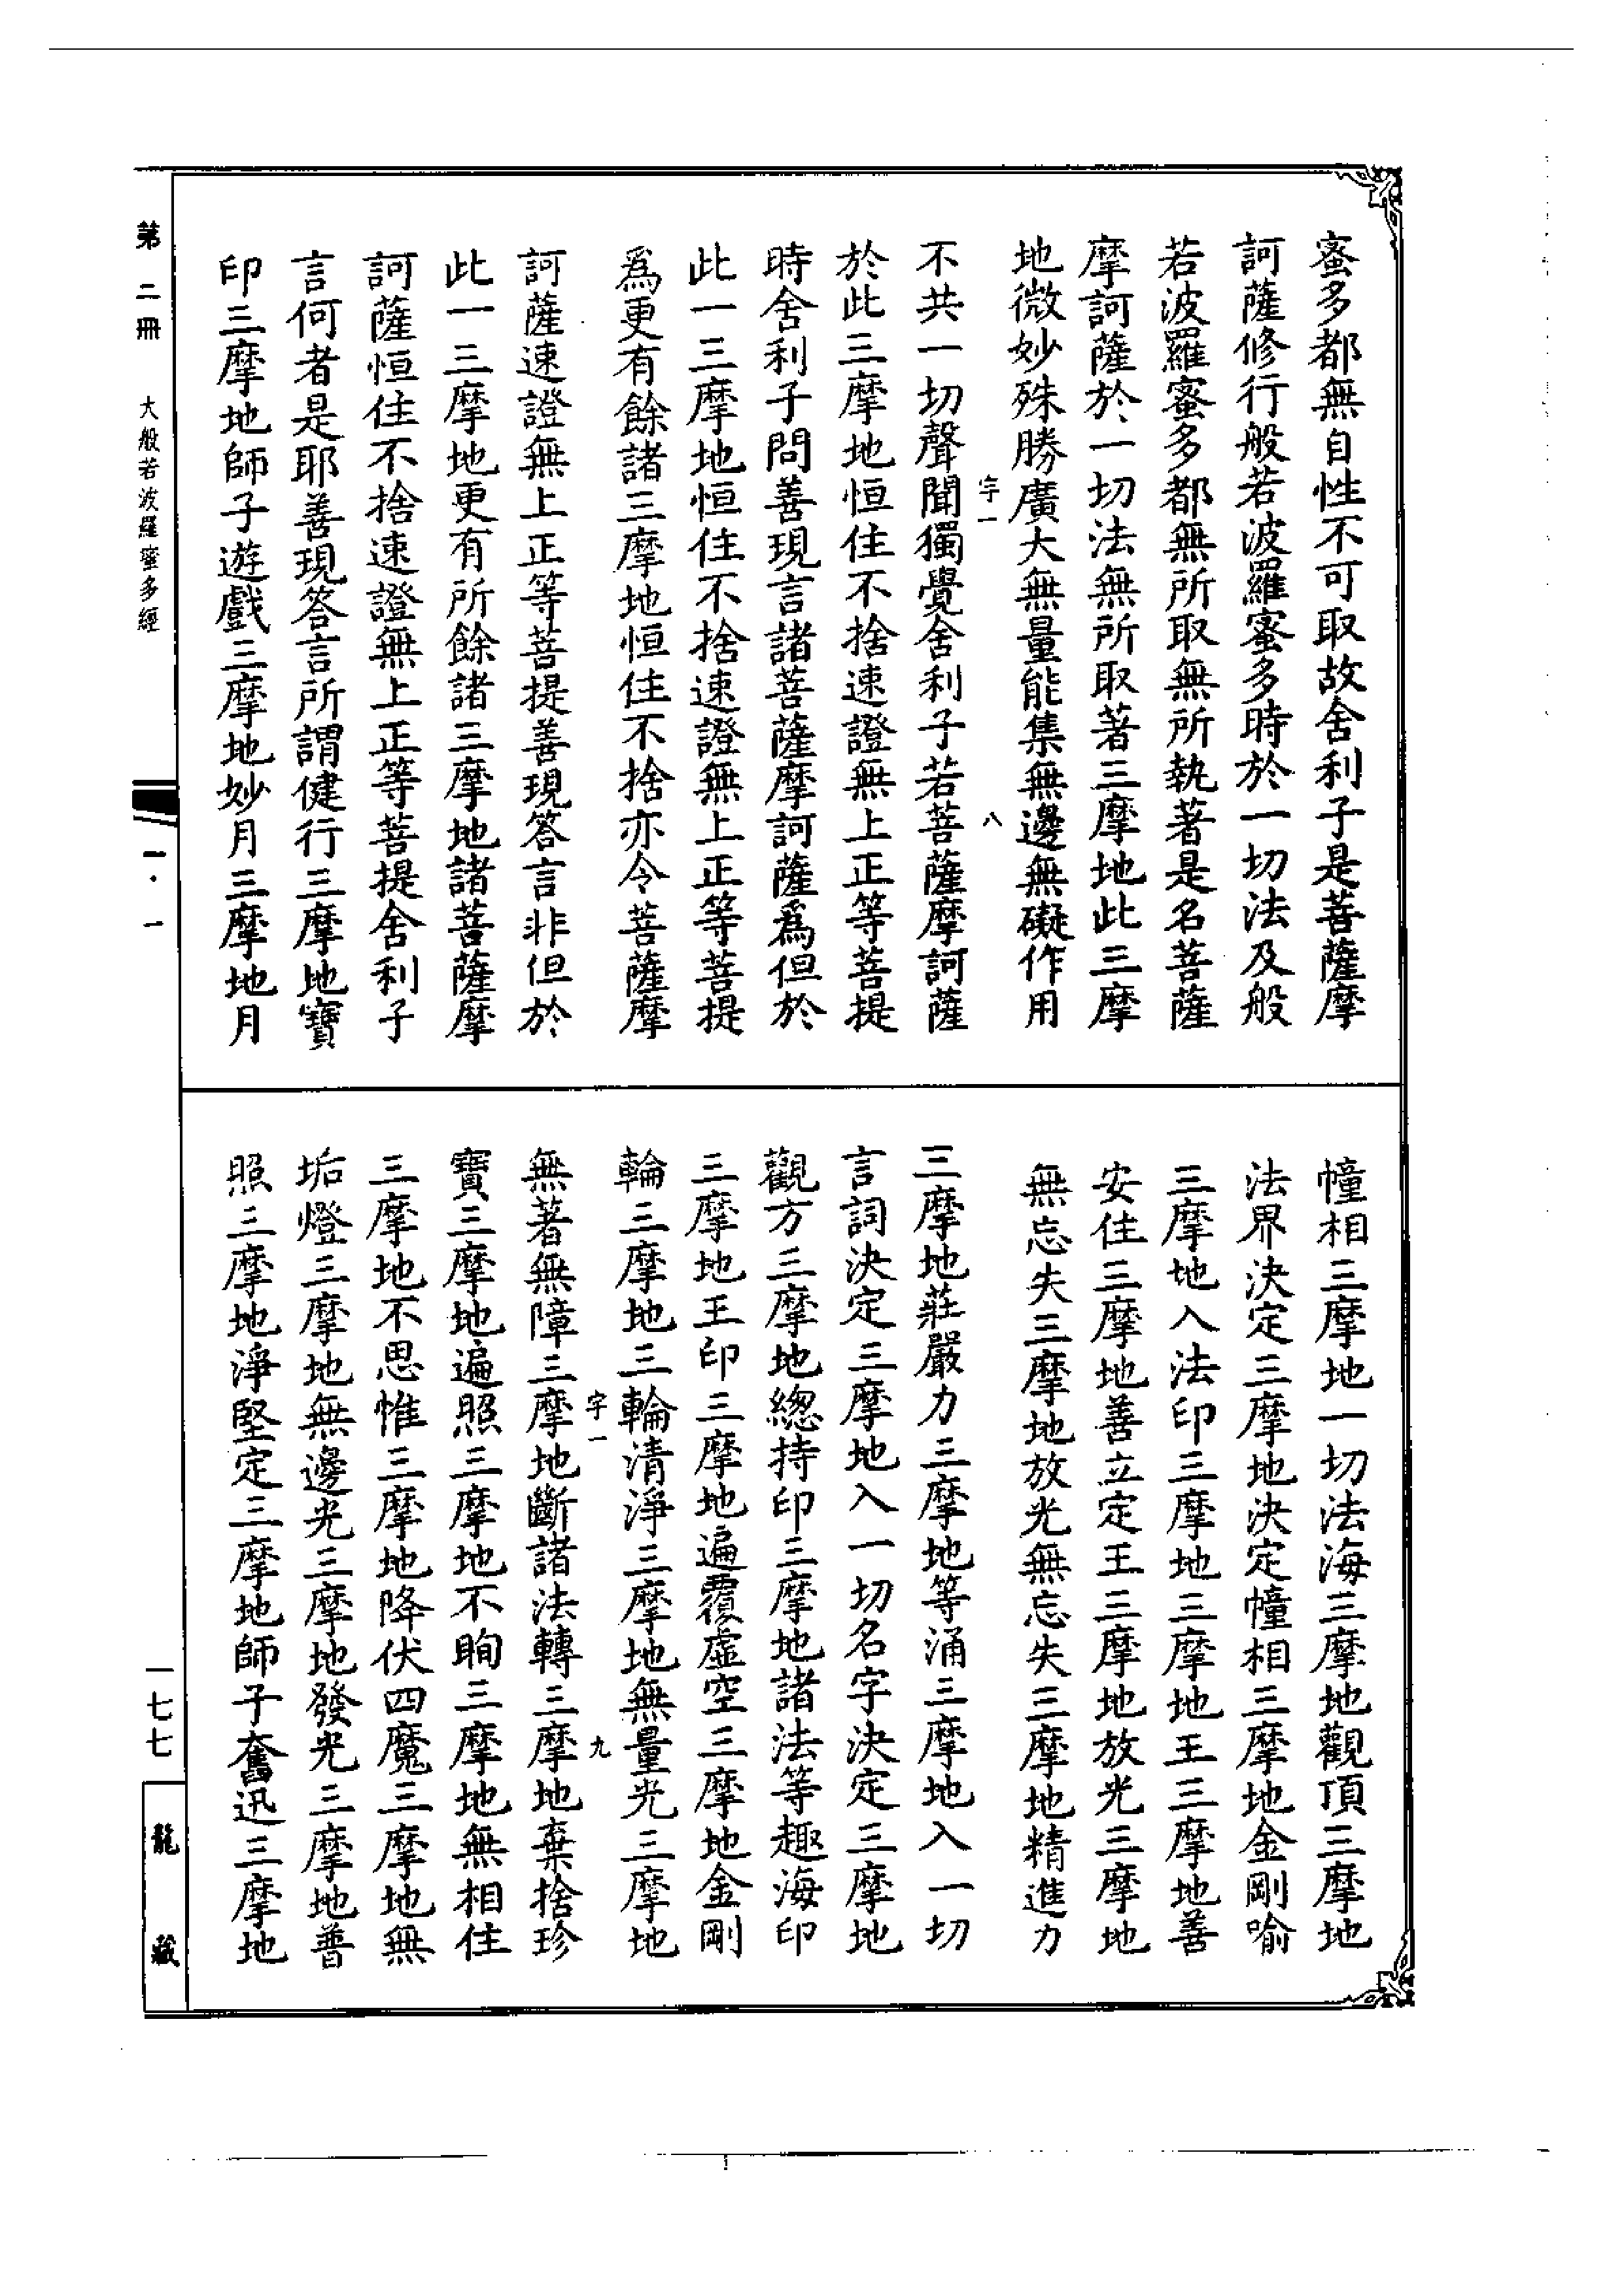 蜜多都無自性不可取故舍利子是菩薩摩
訶薩修行般若波羅蜜多時於一切法及般
若波羅蜜多都無所取無所執著是名菩薩
摩訶薩於一切法無所取著三摩地此三摩
地微妙殊勝廣大無量能集無邊無礙作用
字一 八
不共一切聲聞獨覺舍利子若菩薩摩訶薩
於此三摩地恒住不捨速證無上正等菩提
時舍利子問善現言諸菩薩摩訶薩爲但於
此一三摩地恒住不捨速證無上正等菩提
爲更有餘諸三摩地恒住不捨亦令菩薩摩
訶薩速證無上正等菩提善現答言非但於
此一三摩地更有所餘諸三摩地諸菩薩摩
訶薩恒住不捨速證無上正等菩提舍利子
言何者是耶善現答言所謂健行三摩地寶
印三摩地師子遊戲三摩地妙月三摩地月
幢相三摩地一切法海三摩地觀頂三摩地
法界決定三摩地決定幢相三摩地金剛喻
三摩地入法印三摩地三摩地王三摩地善
安住三摩地善立定王三摩地放光三摩地
無忘失三摩地放光無忘失三摩地精進力
三摩地莊嚴力三摩地等涌三摩地入一切
言詞決定三摩地入一切名字決定三摩地
觀方三摩地總持印三摩地諸法等趣海印
三摩地王印三摩地遍覆虛空三摩地金剛
輪三摩地三輪清淨三摩地無量光三摩地
字一 九
無著無障三摩地斷諸法轉三摩地棄捨珍
寶三摩地遍照三摩地不眴三摩地無相住
三摩地不思惟三摩地降伏四魔三摩地無
垢燈三摩地無邊光三摩地發光三摩地普
照三摩地淨堅定三摩地師子奮迅三摩地
第二冊 大般若波羅蜜多經 一·一 一七七 龍藏